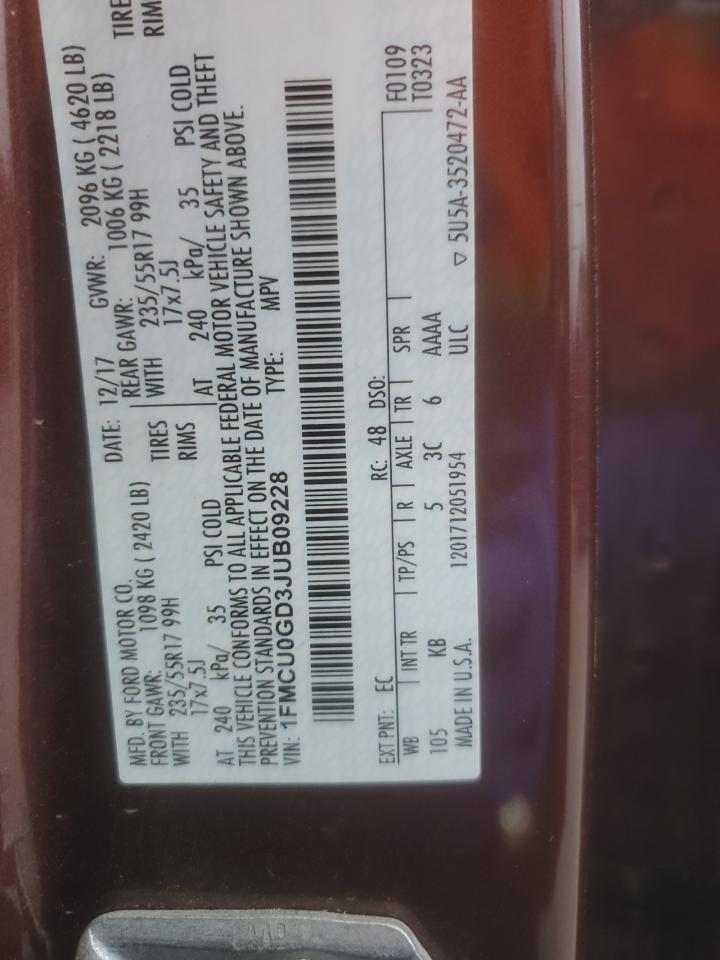 MFD. BY FORD MOTOR CO. DATE: 12/17 GVWR: 2096 KG ( 4620 LB)
FRONT GAWR: 1098 KG ( 2420 LB) REAR GAWR: 1006 KG ( 2218 LB)
WITH 235/55R17 99H TIRES WITH 235/55R17 99H TIRE
17x7.5J RIMS 17x7.5J RIM
AT 240 kPa/ 35 PSI COLD AT 240 kPa/ 35 PSI COLD
THIS VEHICLE CONFORMS TO ALL APPLICABLE FEDERAL MOTOR VEHICLE SAFETY AND THEFT
PREVENTION STANDARDS IN EFFECT ON THE DATE OF MANUFACTURE SHOWN ABOVE.
VIN: 1FMCU0GD3JUB09228 TYPE: MPV
EXT PNT: EC RC: 48 DSO: F0109
WB INT TR TP/PS R AXLE TR SPR T0323
105 KB 5 3C 6 AAAA
MADE IN U.S.A. 1201712051954 ULC ▽ 5U5A-3520472-AA